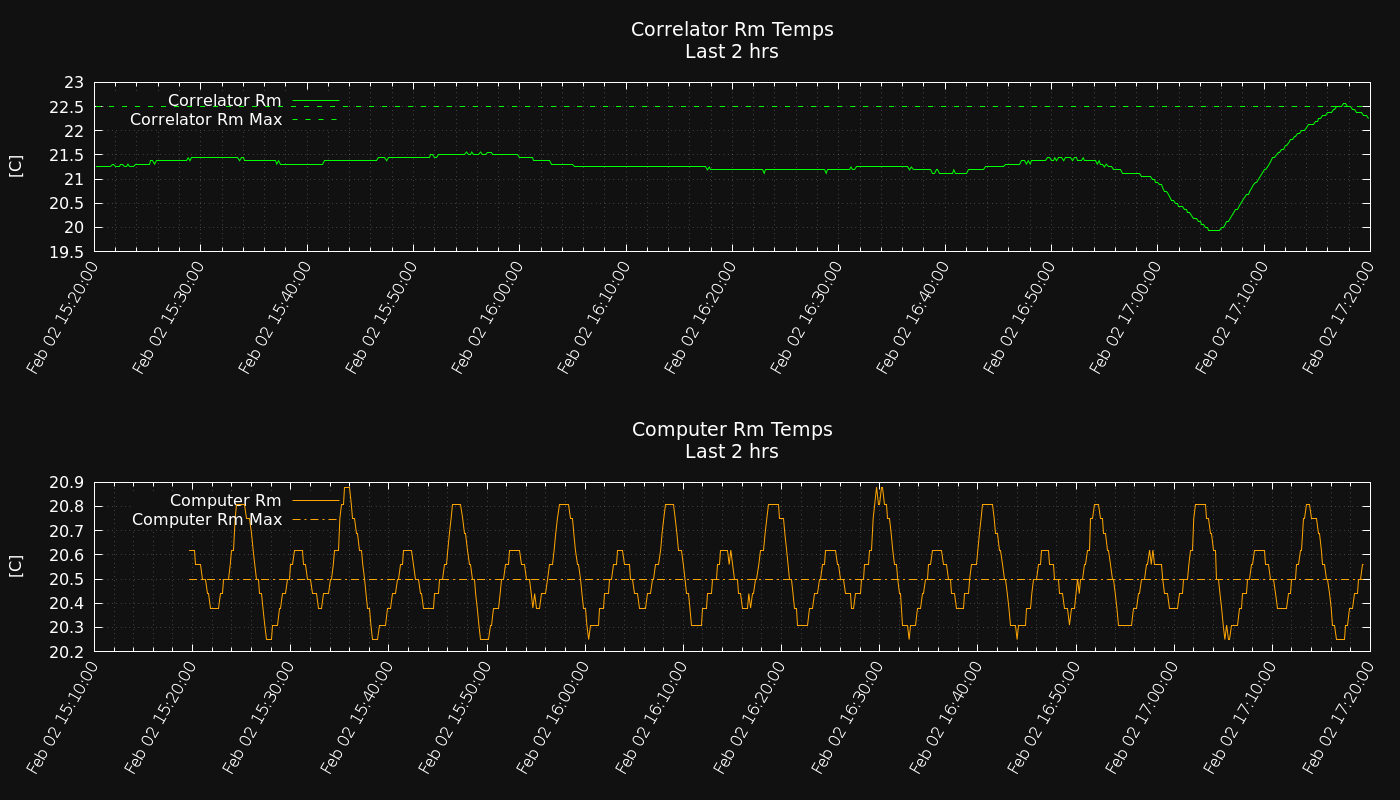 Correlator Rm Temps
Last 2 hrs
23
22.5
22
21.5
21
20.5
20
19.5
[C]
Correlator Rm
Correlator Rm Max
Feb 02 15:20:00
Feb 02 15:30:00
Feb 02 15:40:00
Feb 02 15:50:00
Feb 02 16:00:00
Feb 02 16:10:00
Feb 02 16:20:00
Feb 02 16:30:00
Feb 02 16:40:00
Feb 02 16:50:00
Feb 02 17:00:00
Feb 02 17:10:00
Feb 02 17:20:00
Computer Rm Temps
Last 2 hrs
20.9
20.8
20.7
20.6
20.5
20.4
20.3
20.2
[C]
Computer Rm
Computer Rm Max
Feb 02 15:10:00
Feb 02 15:20:00
Feb 02 15:30:00
Feb 02 15:40:00
Feb 02 15:50:00
Feb 02 16:00:00
Feb 02 16:10:00
Feb 02 16:20:00
Feb 02 16:30:00
Feb 02 16:40:00
Feb 02 16:50:00
Feb 02 17:00:00
Feb 02 17:10:00
Feb 02 17:20:00